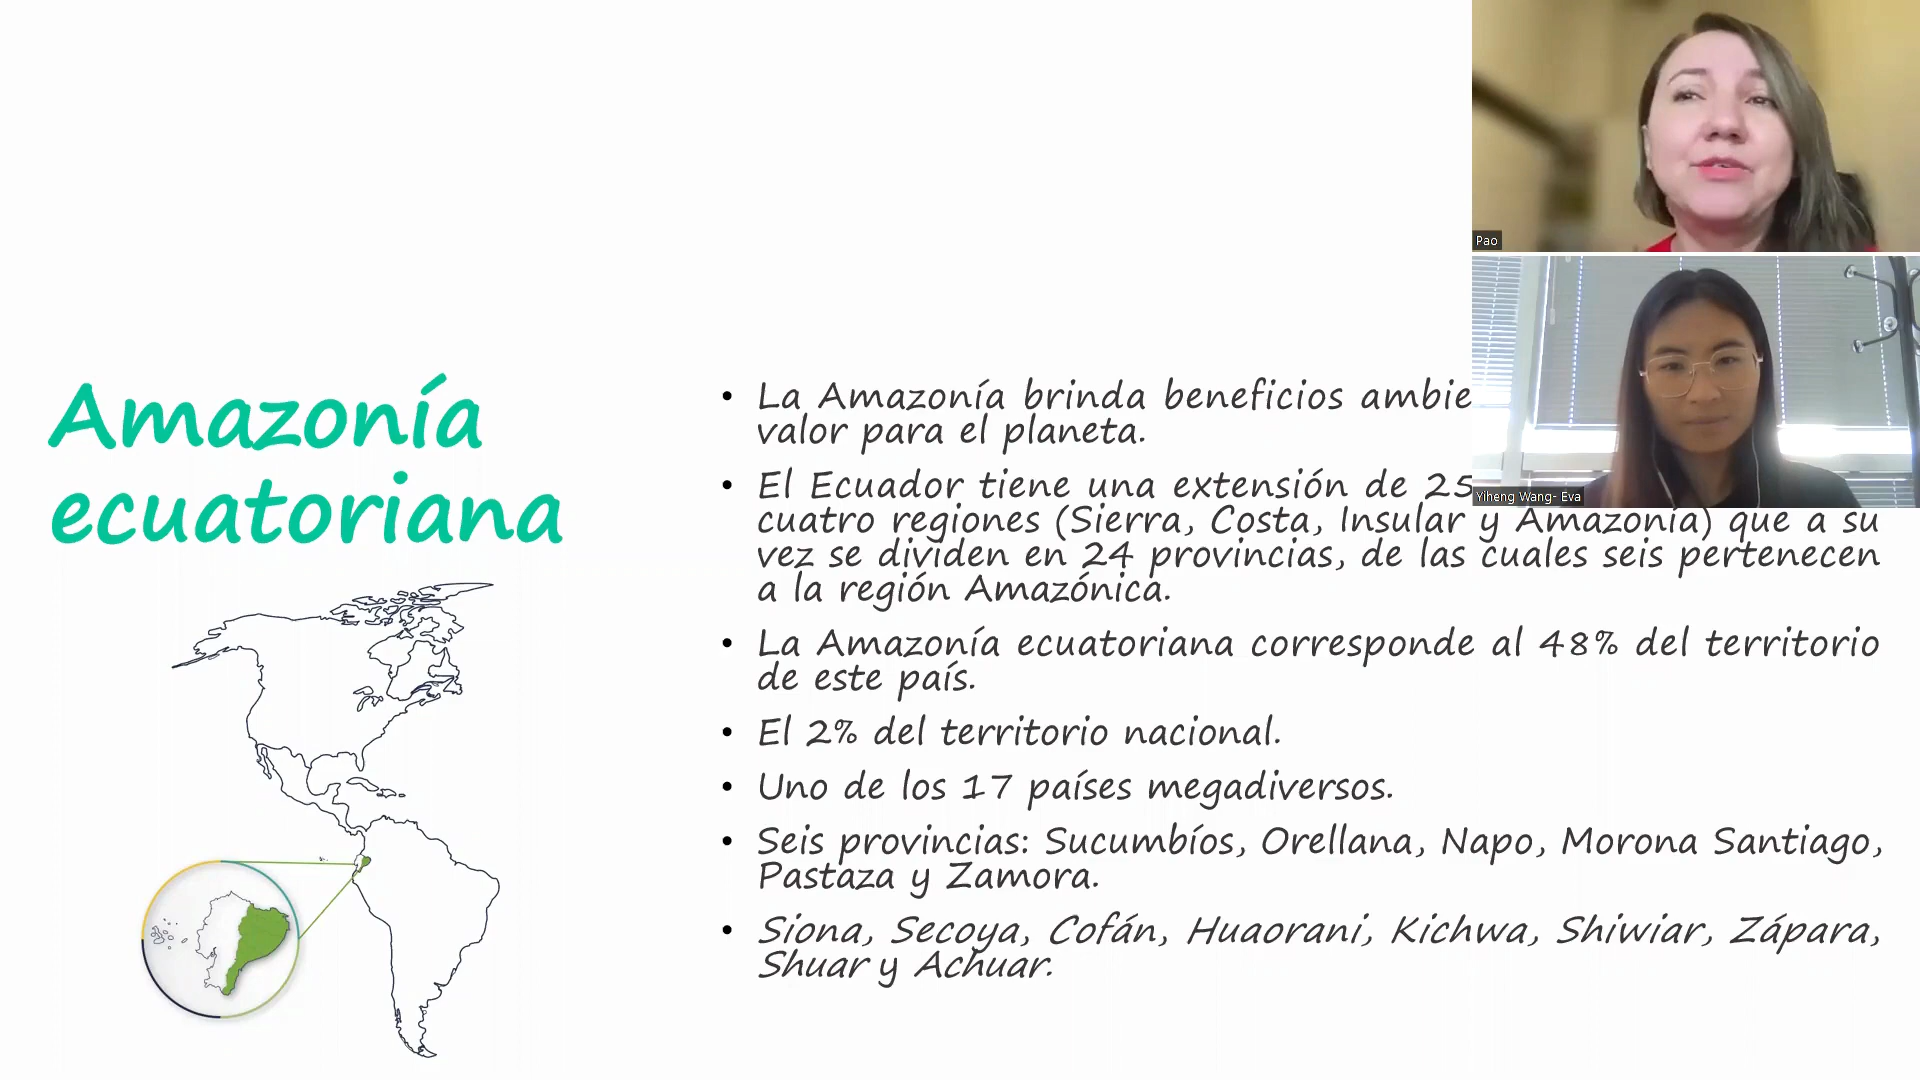 Amazonía
ecuatoriana
• La Amazonía brinda beneficios
valor para el planeta.
• El Ecuador tiene una extensión de
cuatro regiones (Sierra, Costa, Insular y Amazonía) que a su
vez se dividen en 24 provincias, de las cuales seis pertenecen
a la región Amazónica.
• La Amazonía ecuatoriana corresponde al 48% del territorio
de este país.
• El 2% del territorio nacional.
• Uno de los 17 países megadiversos.
• Seis provincias: Sucumbíos, Orellana, Napo, Morona Santiago,
Pastaza y Zamora.
• Siona, Secoya, Cofán, Huaorani, Kichwa, Shiwiar, Zápara,
Shuar y Achuar.
Pao
Yiheng Wang- Eva